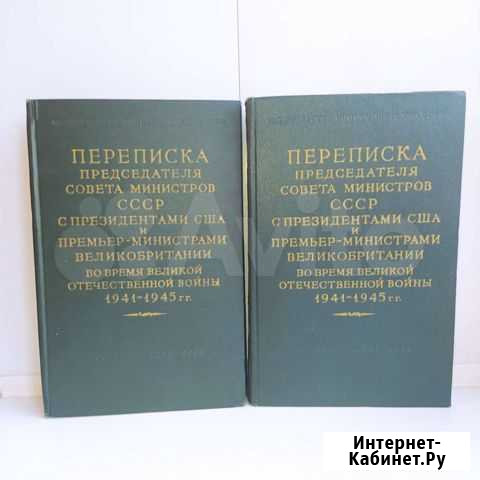 ПЕРЕПИСКА
ПРЕДСЕДАТЕЛЯ
СОВЕТА МИНИСТРОВ
СССР
С ПРЕЗИДЕНТАМИ США
и
ПРЕМЬЕР-МИНИСТРАМИ
ВЕЛИКОБРИТАНИИ
ВО ВРЕМЯ ВЕЛИКОЙ
ОТЕЧЕСТВЕННОЙ ВОЙНЫ
1941-1945 гг.
ПЕРЕПИСКА
ПРЕДСЕДАТЕЛЯ
СОВЕТА МИНИСТРОВ
СССР
С ПРЕЗИДЕНТАМИ США
и
ПРЕМЬЕР-МИНИСТРАМИ
ВЕЛИКОБРИТАНИИ
ВО ВРЕМЯ ВЕЛИКОЙ
ОТЕЧЕСТВЕННОЙ ВОЙНЫ
1941-1945 гг.
Avito
Интернет-
Кабинет.Ру